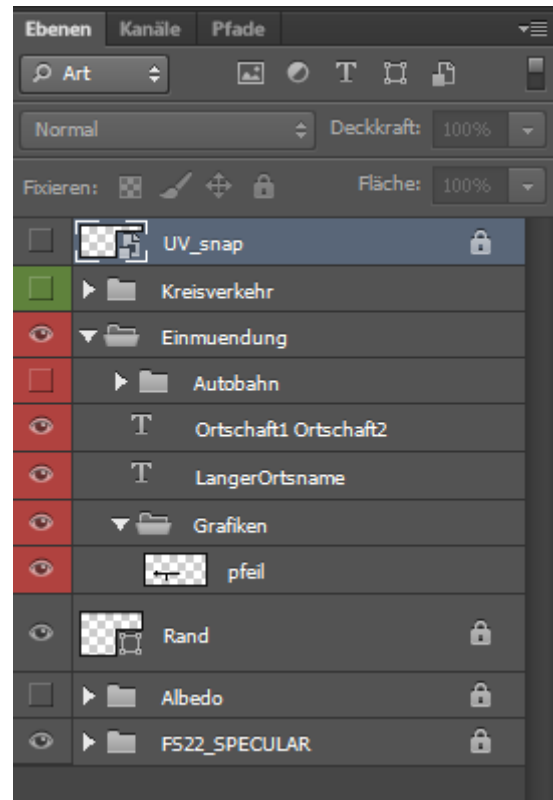 Ebenen Kanäle Pfade
Art T
Normal Deckkraft: 100%
Fixieren: Fläche: 100%
UV_snap
Kreisverkehr
Einmuendung
Autobahn
T Ortschaft1 Ortschaft2
T LangerOrtsname
Grafiken
pfeil
Rand
Albedo
FS22_SPECULAR